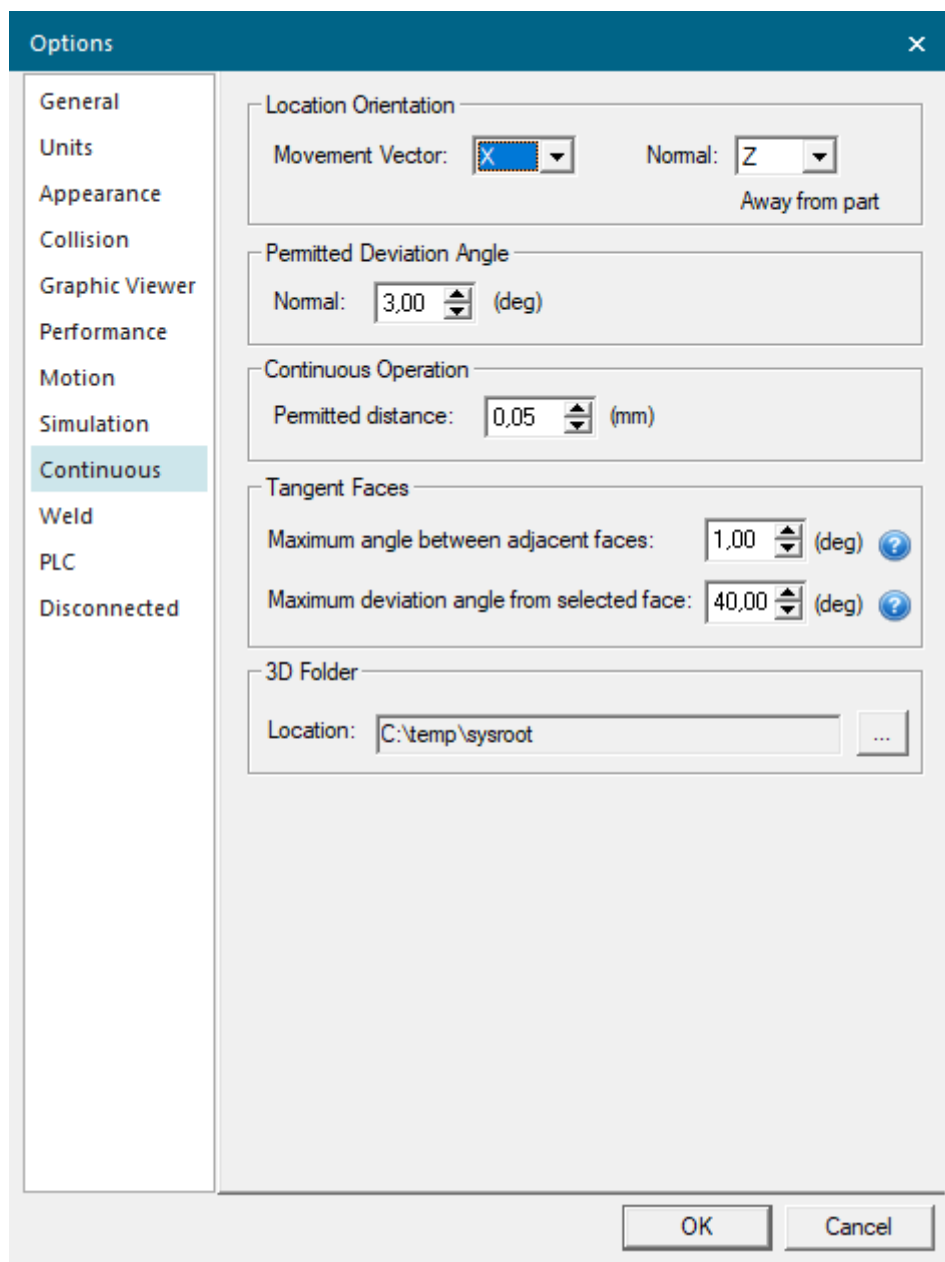 Options
General
Units
Appearance
Collision
Graphic Viewer
Performance
Motion
Simulation
Continuous
Weld
PLC
Disconnected
Location Orientation
Movement Vector: X Normal: Z
Away from part
Permitted Deviation Angle
Normal: 3,00 (deg)
Continuous Operation
Permitted distance: 0,05 (mm)
Tangent Faces
Maximum angle between adjacent faces: 1,00 (deg) ?
Maximum deviation angle from selected face: 40,00 (deg) ?
3D Folder
Location: C:\temp\sysroot ...
OK Cancel